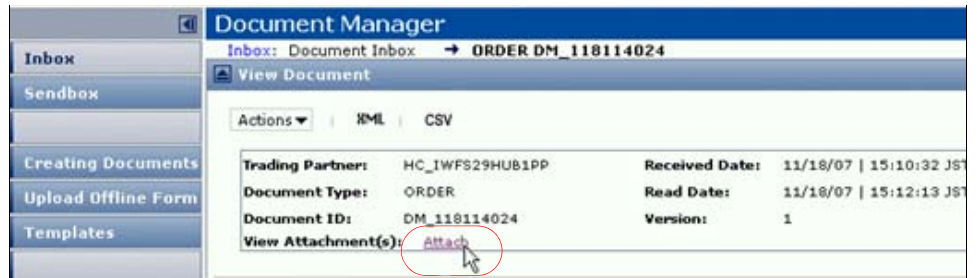 Document Manager
Inbox: Document Inbox → ORDER DM_118114024
Inbox
View Document
Sendbox
Actions▼ | XML | CSV
Creating Documents
Trading Partner: HC_IWFS29HUB1PP Received Date: 11/18/07 | 15:10:32 JST
Upload Offline Form
Document Type: ORDER Read Date: 11/18/07 | 15:12:13 JST
Document ID: DM_118114024 Version: 1
Templates
View Attachment(s): Attach